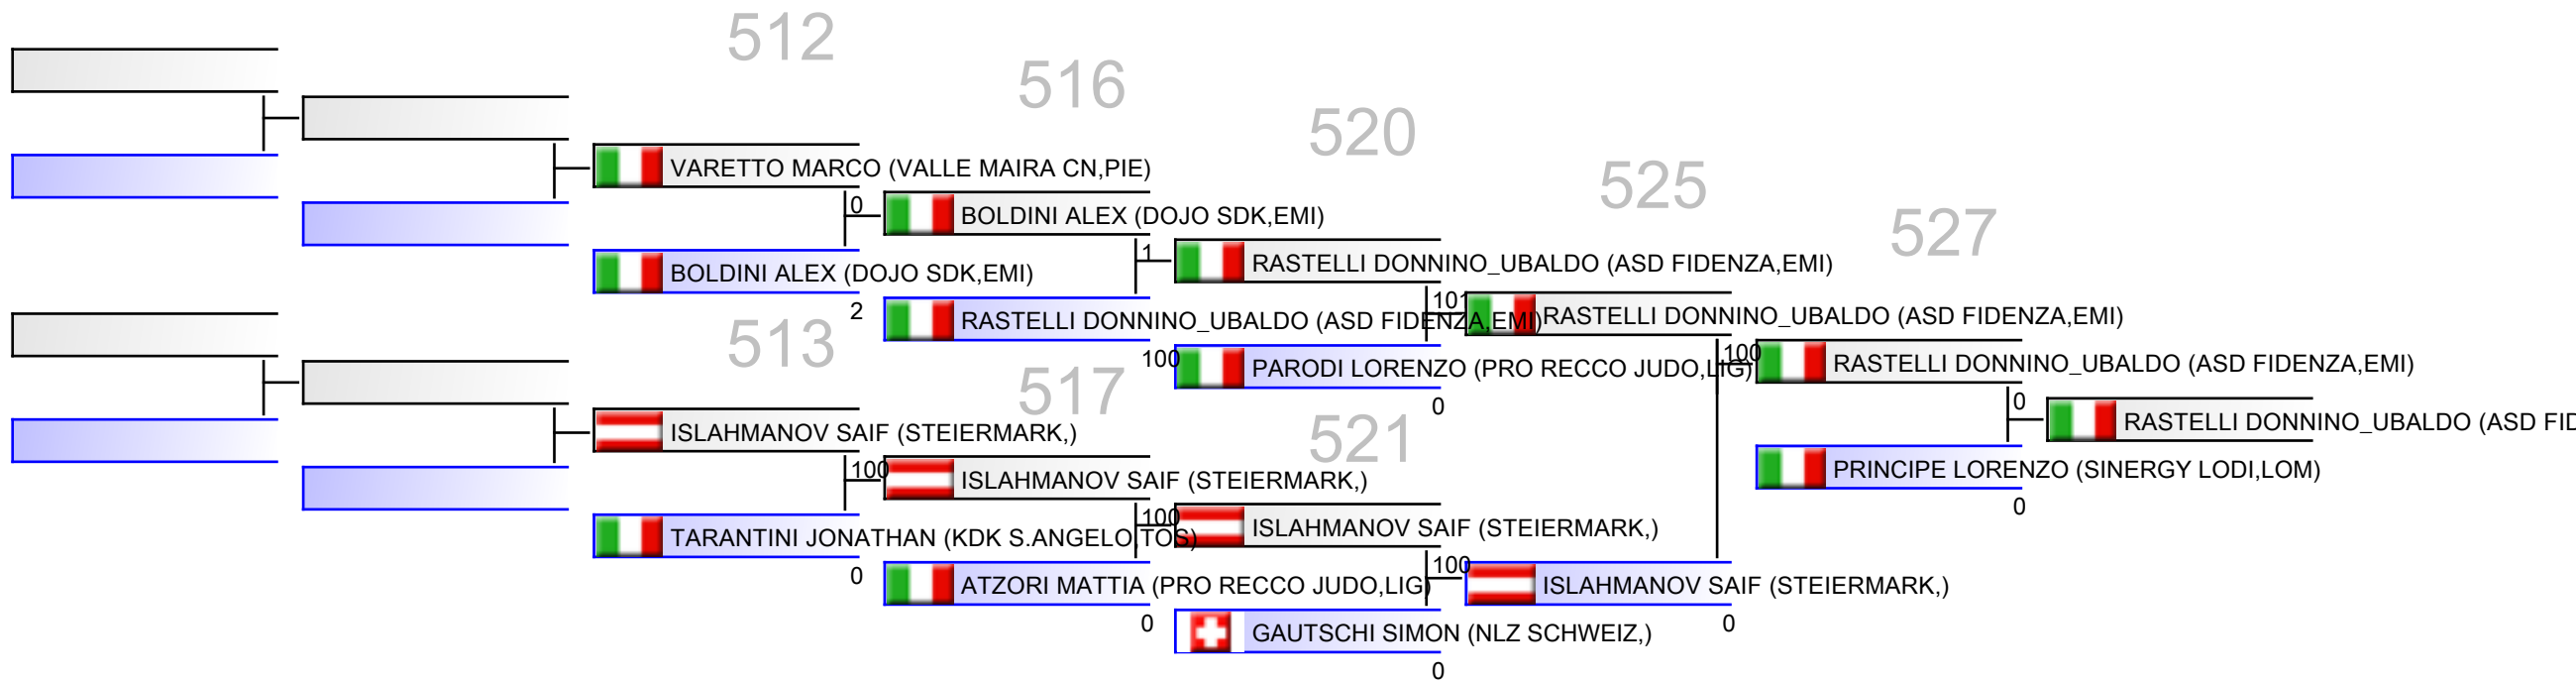 512
516
520
525
527
VARETTO MARCO (VALLE MAIRA CN,PIE)
0
BOLDINI ALEX (DOJO SDK,EMI)
BOLDINI ALEX (DOJO SDK,EMI)
2
1
RASTELLI DONNINO_UBALDO (ASD FIDENZA,EMI)
RASTELLI DONNINO_UBALDO (ASD FIDENZA,EMI)
100
101
RASTELLI DONNINO_UBALDO (ASD FIDENZA,EMI)
PARODI LORENZO (PRO RECCO JUDO,LIG)
0
100
RASTELLI DONNINO_UBALDO (ASD FIDENZA,EMI)
0
RASTELLI DONNINO_UBALDO (ASD FID
PRINCIPE LORENZO (SINERGY LODI,LOM)
0
513
517
521
ISLAHMANOV SAIF (STEIERMARK,)
100
ISLAHMANOV SAIF (STEIERMARK,)
TARANTINI JONATHAN (KDK S.ANGELO,TOS)
0
100
ISLAHMANOV SAIF (STEIERMARK,)
ATZORI MATTIA (PRO RECCO JUDO,LIG)
0
100
ISLAHMANOV SAIF (STEIERMARK,)
0
GAUTSCHI SIMON (NLZ SCHWEIZ,)
0